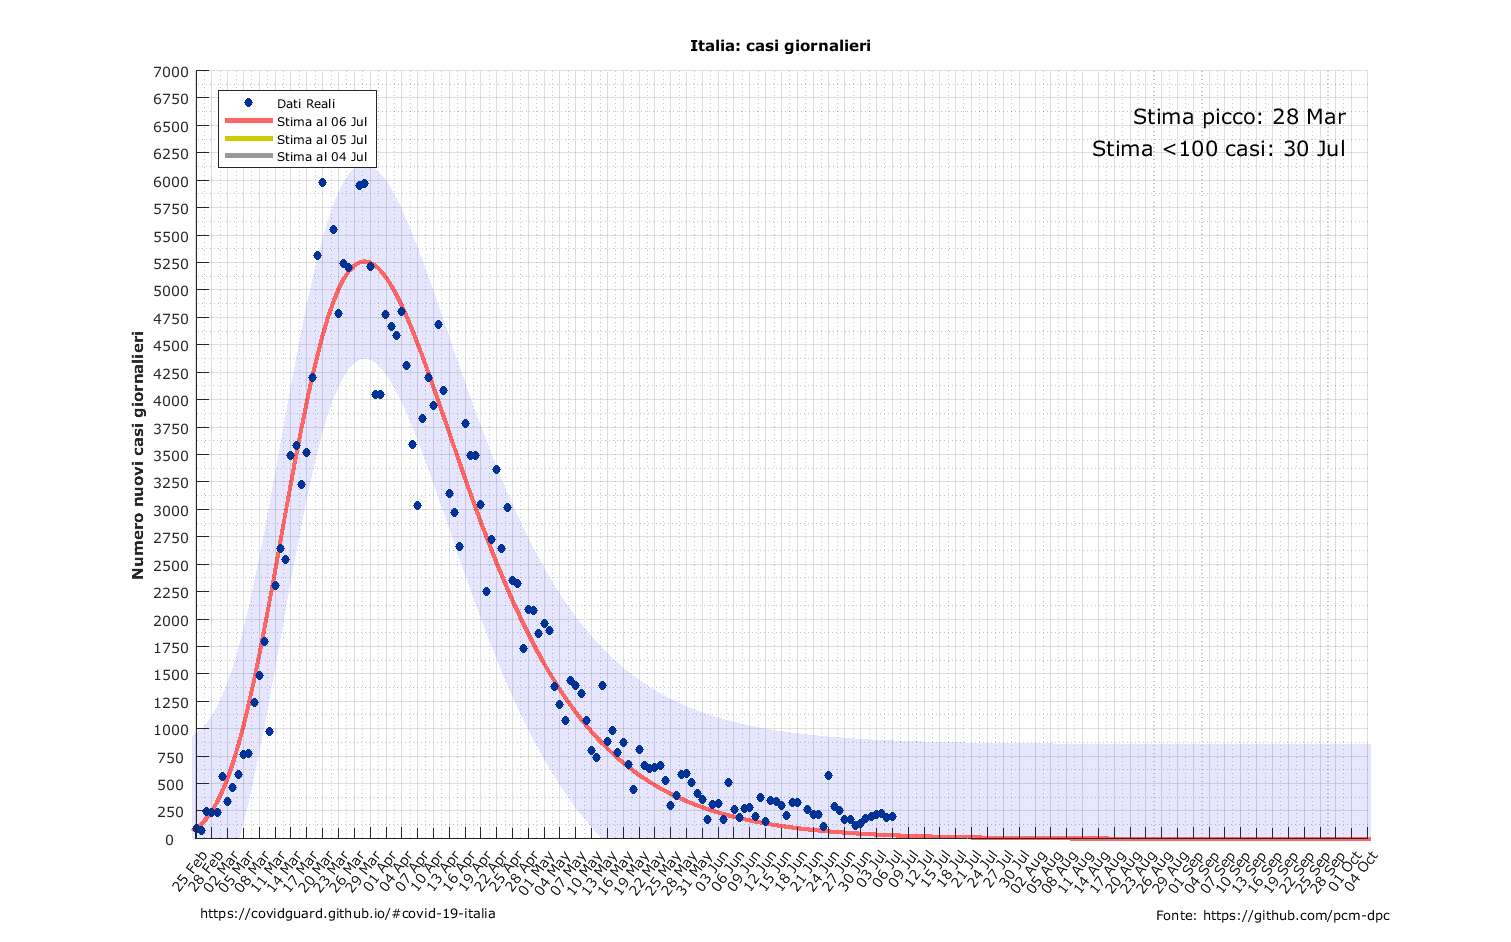 Italia: casi giornalieri
7000
6750
6500
6250
6000
5750
5500
5250
5000
4750
4500
4250
4000
3750
3500
3250
3000
2750
2500
2250
2000
1750
1500
1250
1000
750
500
250
0
Numero nuovi casi giornalieri
Dati Reali
Stima al 06 Jul
Stima al 05 Jul
Stima al 04 Jul
Stima picco: 28 Mar
Stima <100 casi: 30 Jul
25 Feb
28 Feb
02 Mar
05 Mar
08 Mar
11 Mar
14 Mar
17 Mar
20 Mar
23 Mar
26 Mar
29 Mar
01 Apr
04 Apr
07 Apr
10 Apr
13 Apr
16 Apr
19 Apr
22 Apr
25 Apr
28 Apr
01 May
04 May
07 May
10 May
13 May
16 May
19 May
22 May
25 May
28 May
31 May
03 Jun
06 Jun
09 Jun
12 Jun
15 Jun
18 Jun
21 Jun
24 Jun
27 Jun
30 Jun
03 Jul
06 Jul
09 Jul
12 Jul
15 Jul
18 Jul
21 Jul
24 Jul
27 Jul
30 Jul
02 Aug
05 Aug
08 Aug
11 Aug
14 Aug
17 Aug
20 Aug
23 Aug
26 Aug
29 Aug
01 Sep
04 Sep
07 Sep
10 Sep
13 Sep
16 Sep
19 Sep
22 Sep
25 Sep
28 Sep
01 Oct
04 Oct
https://covidguard.github.io/#covid-19-italia
Fonte: https://github.com/pcm-dpc